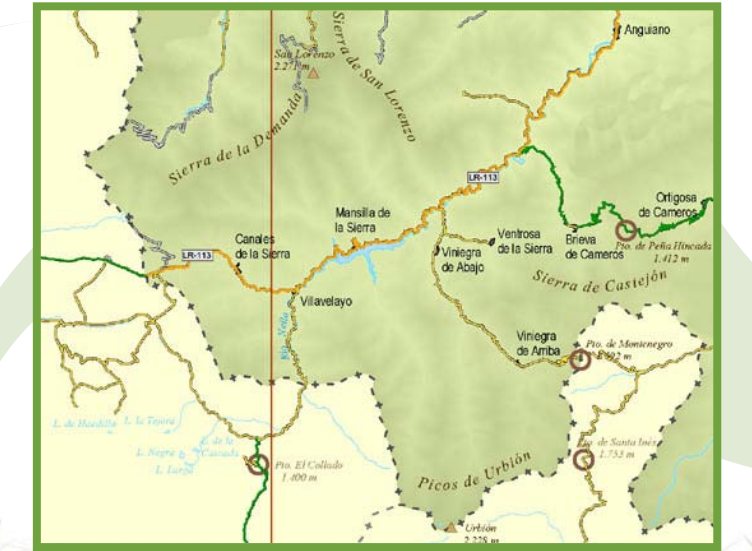 Anguiano
San Lorenzo
2.271 m
Sierra de San Lorenzo
Sierra de la Demanda
LR-113
Ortigosa
de Cameros
Mansilla de
la Sierra
Canales
de la Sierra
LR-113
Ventrosa
de la Sierra
Viniegra
de Abajo
Brieva
de Cameros
Pto. de Peña Hincada
1.412 m
Sierra de Castejón
Villavelayo
Río Neila
Viniegra
de Arriba
Pto. de Montenegro
L. de Haedillo
L. la Tejera
L. de la
Cascada
L. Negra
L. Larga
Pto. El Collado
1.400 m
Pto. de Santa Inés
1.753 m
Picos de Urbión
Urbión
2.228 m